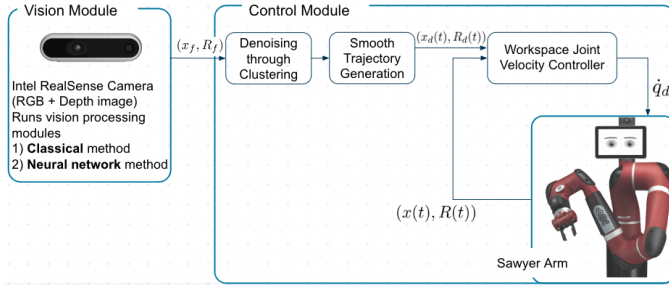 Vision Module
Intel RealSense Camera
(RGB + Depth image)
Runs vision processing
modules
1) Classical method
2) Neural network method
Control Module
(x_f, R_f)
Denoising
through
Clustering
Smooth
Trajectory
Generation
(x_d(t), R_d(t))
Workspace Joint
Velocity Controller
q̇_d
(x(t), R(t))
Sawyer Arm